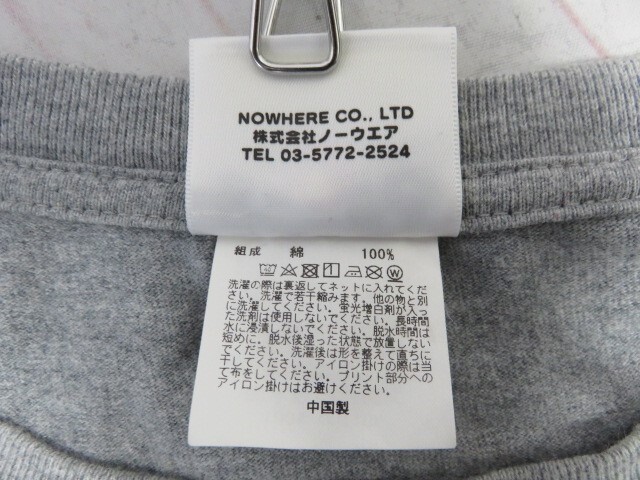 NOWHERE CO., LTD
株式会社ノーウエア
TEL 03-5772-2524
組成 綿 100%
洗濯の際は裏返してネットに入れてくだ
さい。洗濯で若干縮みます。他の物と別
に洗濯してください。蛍光増白剤が入っ
た洗剤は使用しないでください。長時間
水に浸漬しないでください。脱水時間は
短めに。脱水後湿った状態で放置しない
でください。洗濯後は形を整えて直ちに
干してください。アイロン掛けの際は当
て布をしてください。プリント部分への
アイロン掛けはお避けください。
中国製